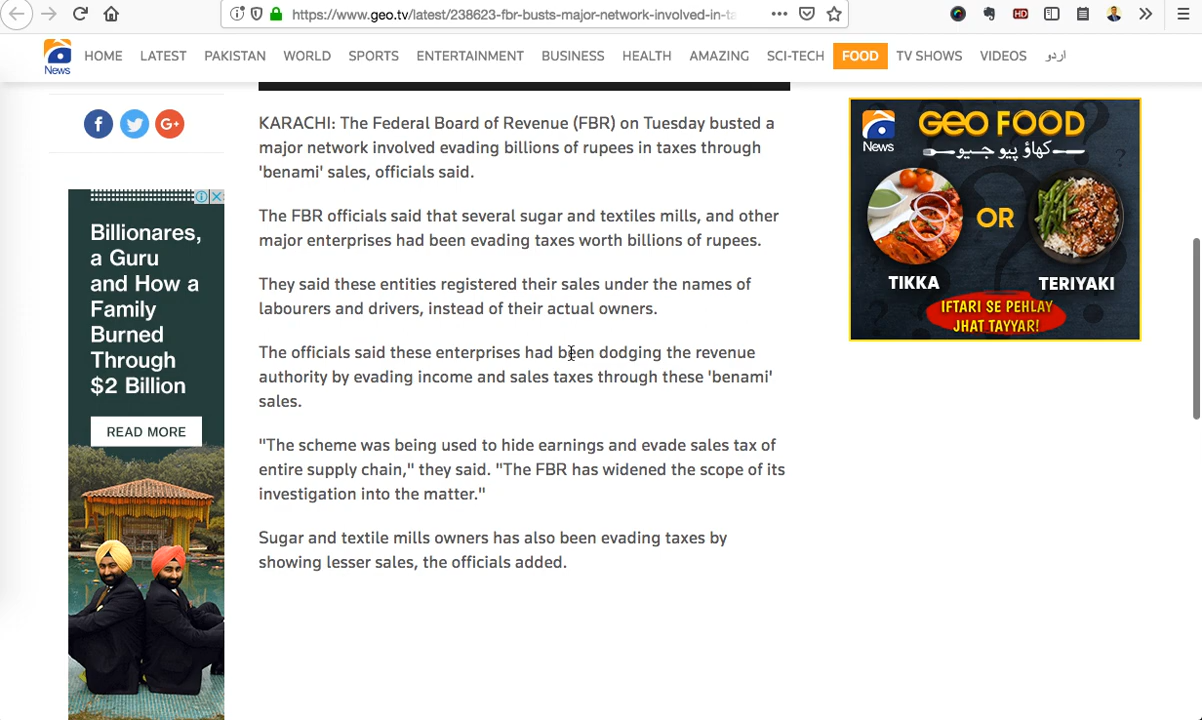 https://www.geo.tv/latest/238623-fbr-busts-major-network-involved-in-ta
HD
News
HOME LATEST PAKISTAN WORLD SPORTS ENTERTAINMENT BUSINESS HEALTH AMAZING SCI-TECH FOOD TV SHOWS VIDEOS اردو
KARACHI: The Federal Board of Revenue (FBR) on Tuesday busted a
major network involved evading billions of rupees in taxes through
'benami' sales, officials said.
The FBR officials said that several sugar and textiles mills, and other
major enterprises had been evading taxes worth billions of rupees.
They said these entities registered their sales under the names of
labourers and drivers, instead of their actual owners.
The officials said these enterprises had been dodging the revenue
authority by evading income and sales taxes through these 'benami'
sales.
"The scheme was being used to hide earnings and evade sales tax of
entire supply chain," they said. "The FBR has widened the scope of its
investigation into the matter."
Sugar and textile mills owners has also been evading taxes by
showing lesser sales, the officials added.
f
G+
Billionaires,
a Guru
and How a
Family
Burned
Through
$2 Billion
READ MORE
News
GEO FOOD
کھاؤ پیو جیو
OR
TIKKA
TERIYAKI
IFTARI SE PEHLAY
JHAT TAYYAR!